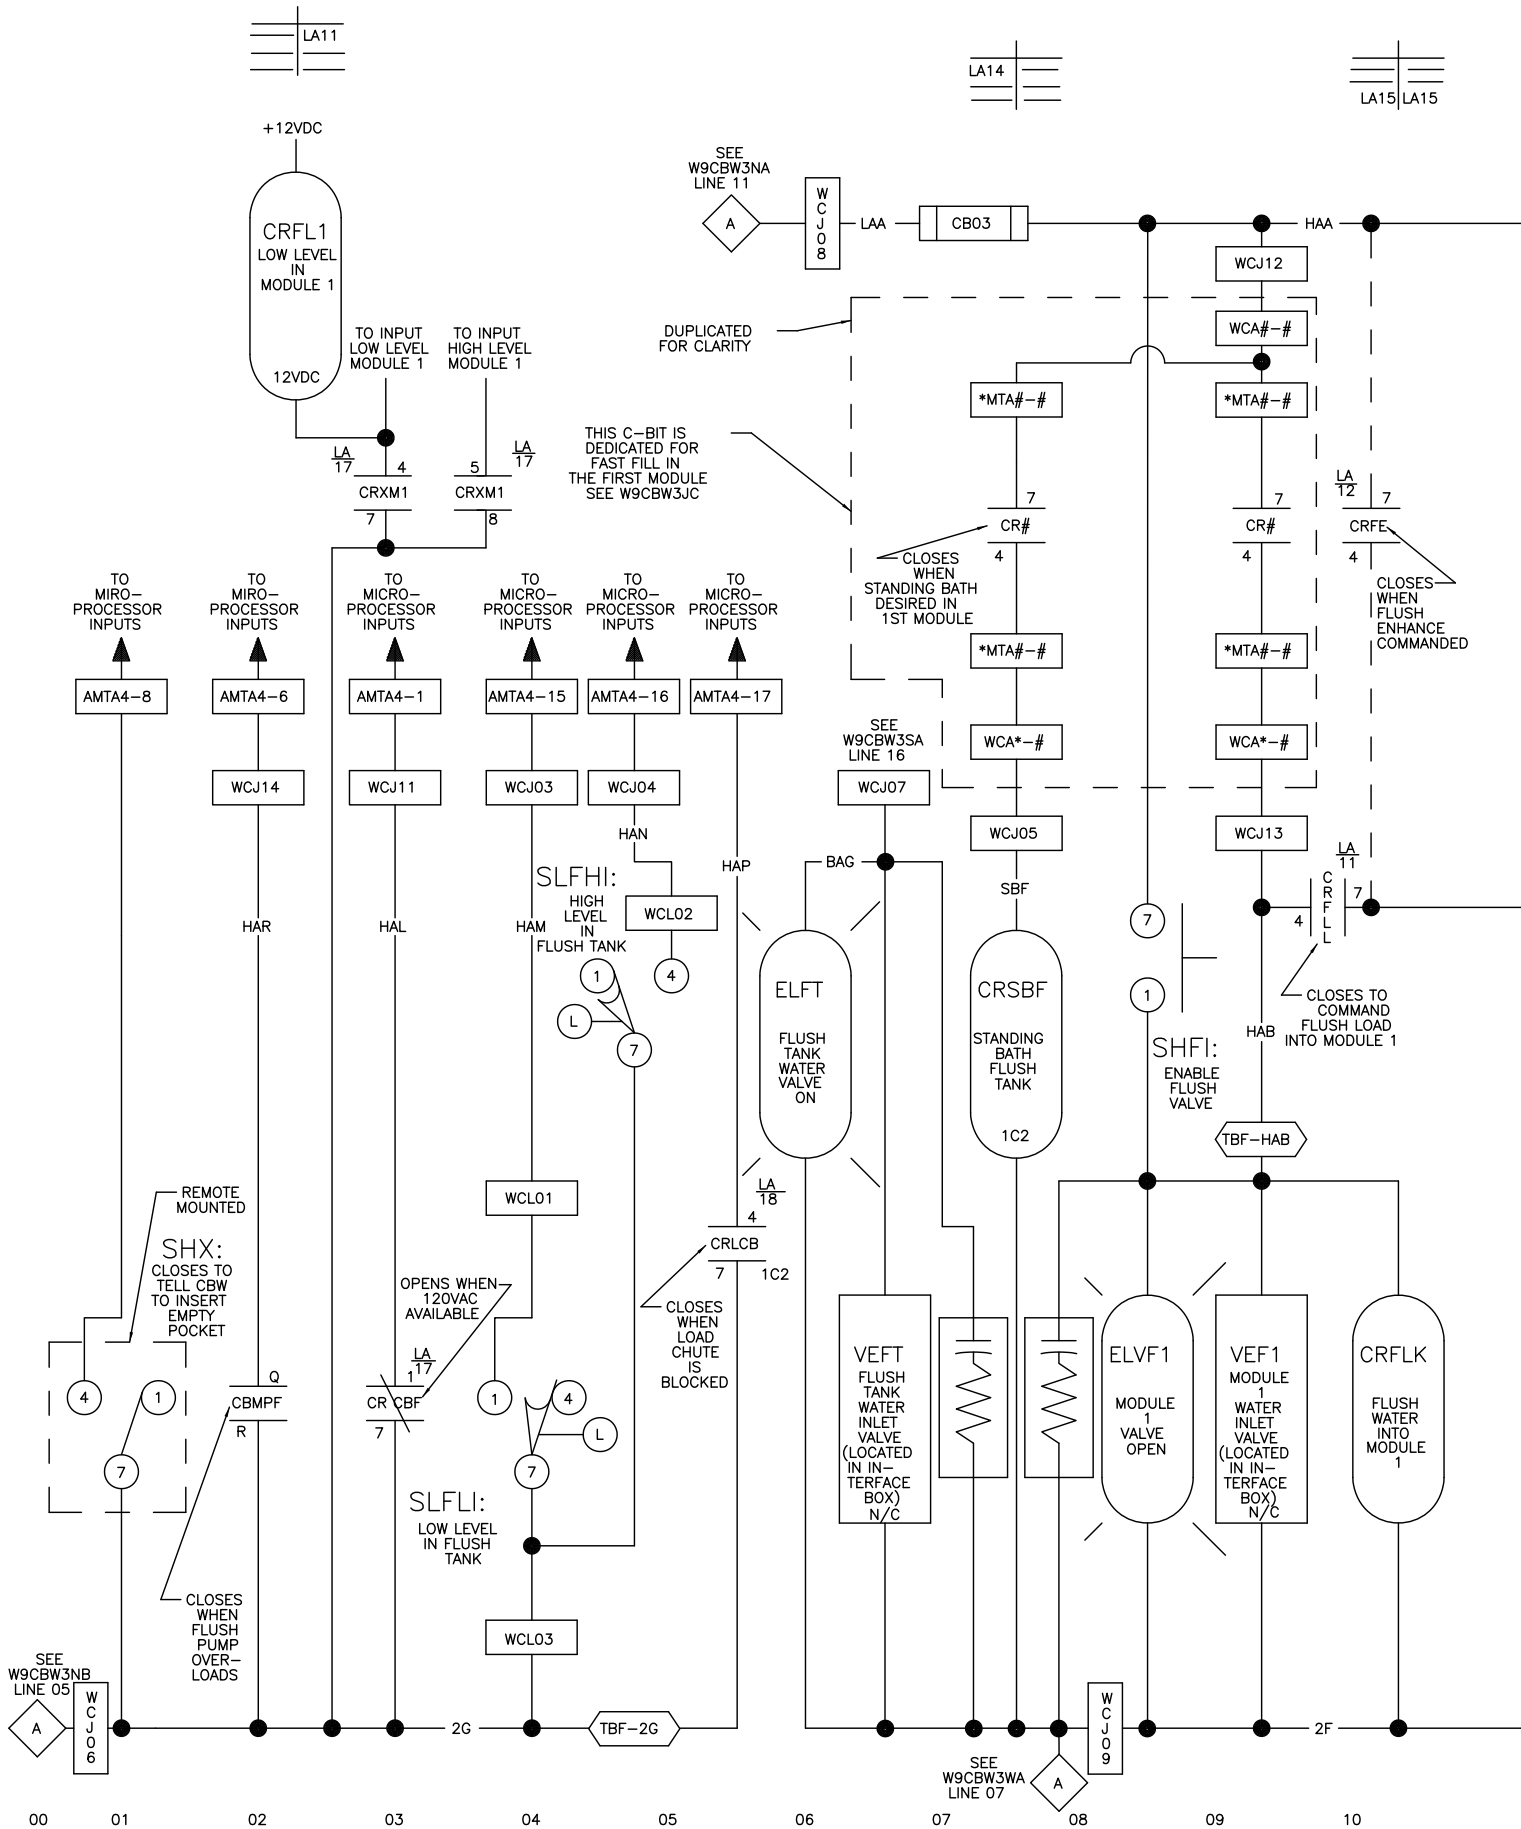 LA11
LA14
LA15 LA15
+12VDC
CRFL1
LOW LEVEL
IN
MODULE 1
12VDC
SEE
W9CBW3NA
LINE 11
A
WCJ08
LAA
CB03
HAA
WCJ12
WCA#-#
DUPLICATED
FOR CLARITY
TO INPUT
LOW LEVEL
MODULE 1
TO INPUT
HIGH LEVEL
MODULE 1
*MTA#-#
*MTA#-#
THIS C-BIT IS
DEDICATED FOR
FAST FILL IN
THE FIRST MODULE
SEE W9CBW3JC
LA
17
4
CRXM1
7
5
LA
17
CRXM1
8
7
CR#
4
7
CR#
4
LA
12
7
CRFE
4
CLOSES
WHEN
STANDING BATH
DESIRED IN
1ST MODULE
CLOSES
WHEN
FLUSH
ENHANCE
COMMANDED
TO
MIRO-
PROCESSOR
INPUTS
TO
MIRO-
PROCESSOR
INPUTS
TO
MICRO-
PROCESSOR
INPUTS
TO
MICRO-
PROCESSOR
INPUTS
TO
MICRO-
PROCESSOR
INPUTS
TO
MICRO-
PROCESSOR
INPUTS
*MTA#-#
*MTA#-#
AMTA4-8
AMTA4-6
AMTA4-1
AMTA4-15
AMTA4-16
AMTA4-17
SEE
W9CBW3SA
LINE 16
WCA*-#
WCA*-#
WCJ14
WCJ11
WCJ03
WCJ04
WCJ07
WCJ05
WCJ13
HAN
HAP
BAG
SBF
LA
11
SLFHI:
HIGH
LEVEL
IN
FLUSH TANK
WCL02
HAR
HAL
HAM
1
4
L
7
ELFT
FLUSH
TANK
WATER
VALVE
ON
CRSBF
STANDING
BATH
FLUSH
TANK
1C2
7
1
SHFI:
ENABLE
FLUSH
VALVE
4
CRFLL
7
CLOSES TO
COMMAND
FLUSH LOAD
INTO MODULE 1
HAB
TBF-HAB
REMOTE
MOUNTED
SHX:
CLOSES TO
TELL CBW
TO INSERT
EMPTY
POCKET
WCL01
LA
18
4
CRLCB
7
1C2
OPENS WHEN
120VAC
AVAILABLE
CLOSES
WHEN
LOAD
CHUTE
IS
BLOCKED
4
1
7
Q
CBMPF
R
LA
17
1
CR CBF
7
1
4
L
7
SLFLI:
LOW LEVEL
IN FLUSH
TANK
VEFT
FLUSH
TANK
WATER
INLET
VALVE
(LOCATED
IN IN-
TERFACE
BOX)
N/C
ELVF1
MODULE
1
VALVE
OPEN
VEF1
MODULE
1
WATER
INLET
VALVE
(LOCATED
IN IN-
TERFACE
BOX)
N/C
CRFLK
FLUSH
WATER
INTO
MODULE
1
CLOSES
WHEN
FLUSH
PUMP
OVER-
LOADS
WCL03
SEE
W9CBW3NB
LINE 05
A
WCJ06
2G
TBF-2G
WCJ09
2F
SEE
W9CBW3WA
LINE 07
A
00 01 02 03 04 05 06 07 08 09 10